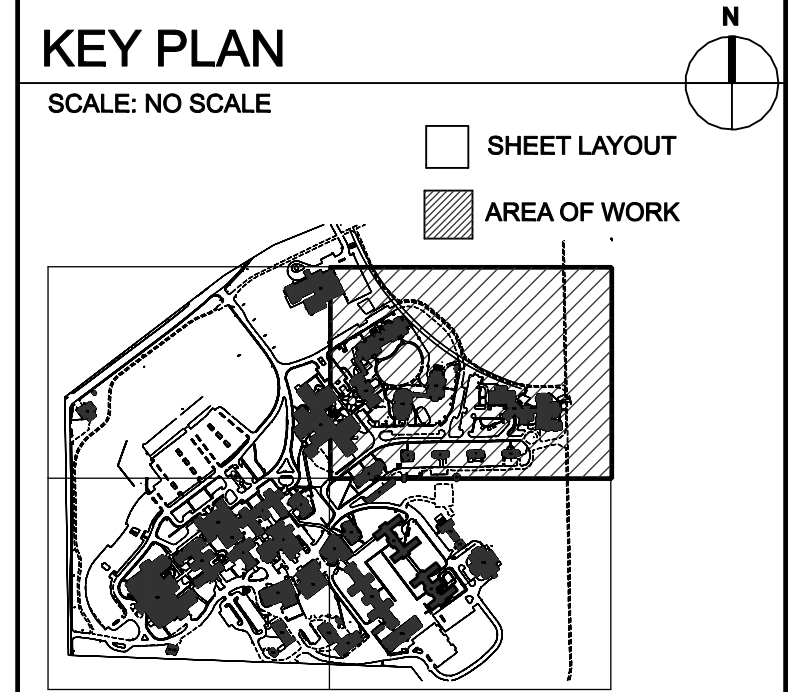 N
KEY PLAN
SCALE: NO SCALE
SHEET LAYOUT
AREA OF WORK